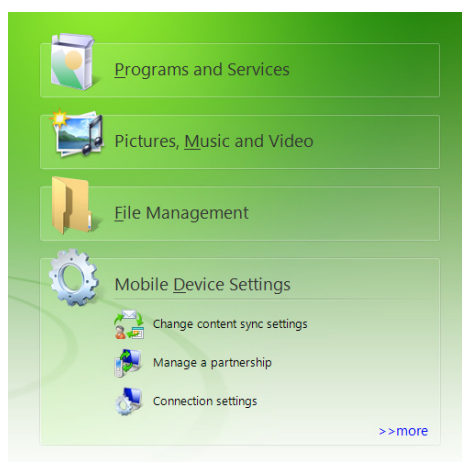 Programs and Services
Pictures, Music and Video
File Management
Mobile Device Settings
Change content sync settings
Manage a partnership
Connection settings
>>more